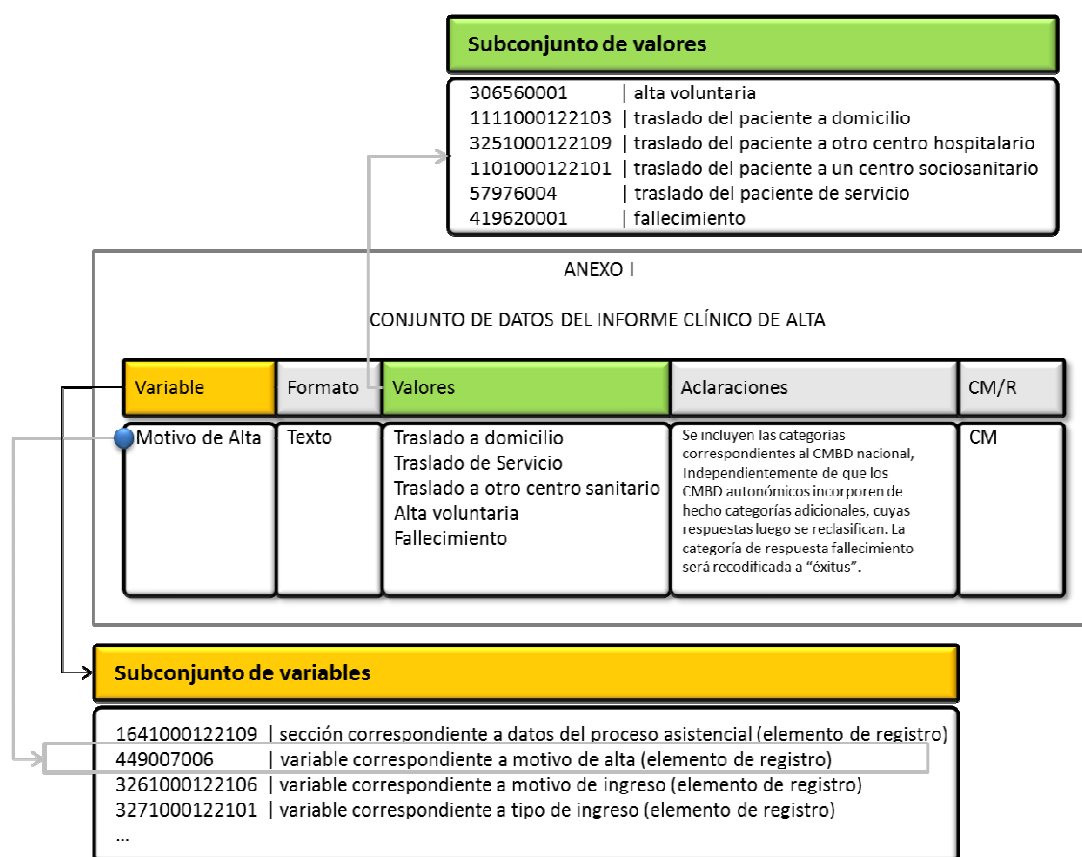 Subconjunto de valores
306560001 | alta voluntaria
1111000122103 | traslado del paciente a domicilio
3251000122109 | traslado del paciente a otro centro hospitalario
1101000122101 | traslado del paciente a un centro sociosanitario
57976004 | traslado del paciente de servicio
419620001 | fallecimiento
ANEXO I
CONJUNTO DE DATOS DEL INFORME CLÍNICO DE ALTA
Variable
Formato
Valores
Aclaraciones
CM/R
Motivo de Alta
Texto
Traslado a domicilio
Traslado de Servicio
Traslado a otro centro sanitario
Alta voluntaria
Fallecimiento
Se incluyen las categorías
correspondientes al CMBD nacional,
Independientemente de que los
CMBD autonómicos incorporen de
hecho categorías adicionales, cuyas
respuestas luego se reclasifican. La
categoría de respuesta fallecimiento
será recodificada a “éxitus”.
CM
Subconjunto de variables
1641000122109 | sección correspondiente a datos del proceso asistencial (elemento de registro)
449007006 | variable correspondiente a motivo de alta (elemento de registro)
3261000122106 | variable correspondiente a motivo de ingreso (elemento de registro)
3271000122101 | variable correspondiente a tipo de ingreso (elemento de registro)
...